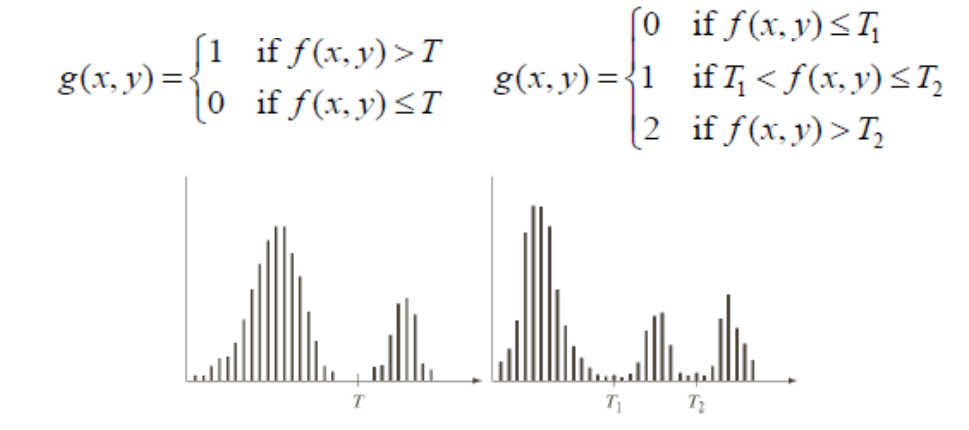 g(x, y) = {1 if f(x, y) > T
0 if f(x, y) ≤ T
g(x, y) = {0 if f(x, y) ≤ T₁
1 if T₁ < f(x, y) ≤ T₂
2 if f(x, y) > T₂
T
T₁ T₂